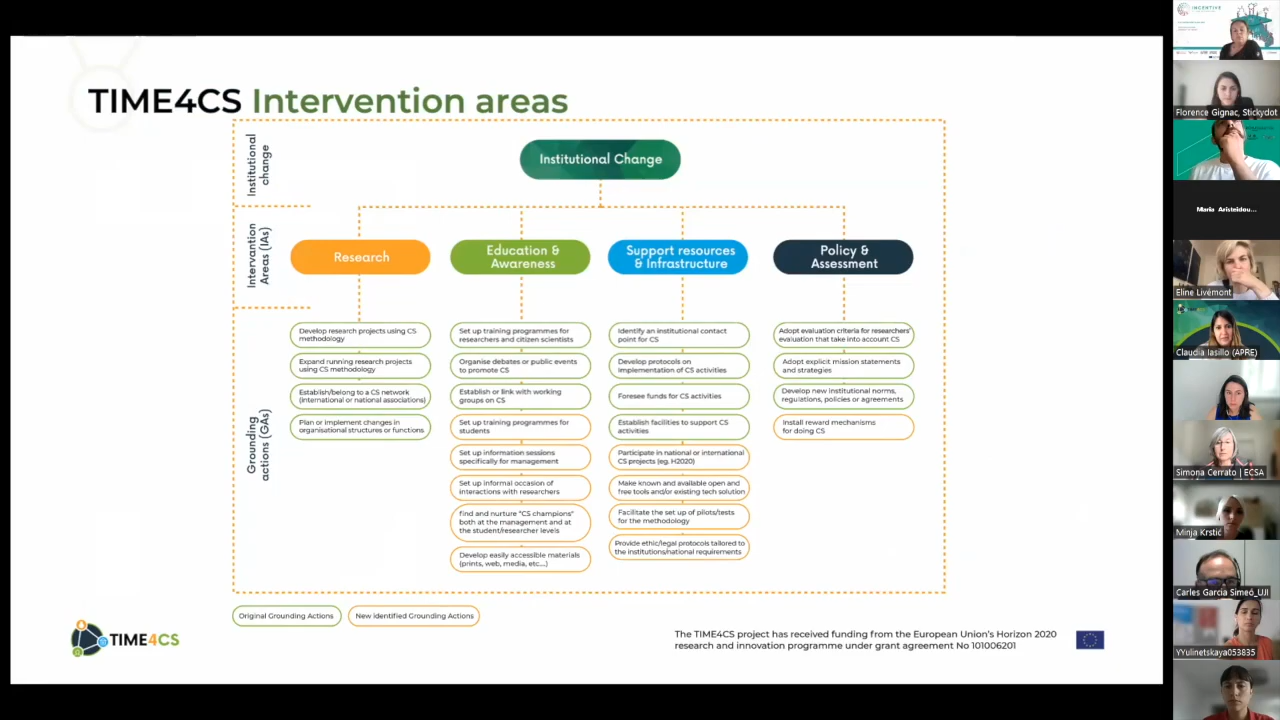 TIME4CS Intervention areas
Institutional
change
Institutional Change
Intervantion
Areas (IAs)
Research
Education &
Awareness
Support resources
& Infrastructure
Policy &
Assessment
Grounding
actions (GAs)
Develop research projects using CS
methodology
Expand running research projects
using CS methodology
Establish/belong to a CS network
(international or national associations)
Plan or implement changes in
organisational structures or functions
Set up training programmes for
researchers and citizen scientists
Organise debates or public events
to promote CS
Establish or link with working
groups on CS
Set up training programmes for
students
Set up information sessions
specifically for management
Set up informal occasion of
interactions with researchers
Find and nurture "CS champions"
both at the management and at
the student/researcher levels
Develop easily accessible materials
(prints, web, media, etc...)
Identify an institutional contact
point for CS
Develop protocols on
implementation of CS activities
Foresee funds for CS activities
Establish facilities to support CS
activities
Participate in national or international
CS projects (eg. H2020)
Make known and available open and
free tools and/or existing tech solution
Facilitate the set up of pilots/tests
for the methodology
Provide ethic/legal protocols tailored to
the institutions/national requirements
Adopt evaluation criteria for researchers'
evaluation that take into account CS
Adopt explicit mission statements
and strategies
Develop new institutional norms,
regulations, policies or agreements
Install reward mechanisms
for doing CS
Original Grounding Actions
New identified Grounding Actions
TIME4CS
The TIME4CS project has received funding from the European Union's Horizon 2020
research and innovation programme under grant agreement No 101006201
INCENTIVE
Florence Gignac, Stickydot
Maria Aristeidou...
Eline Livémont
Claudia Iasillo (APRE)
Simona Cerrato | ECSA
Minja Krstić
Carles Garcia Simeó_UJI
YYulinetskaya053835